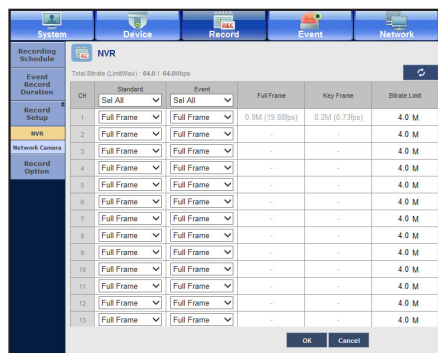 System Device Record Event Network
Recording Schedule
Event Record Duration
Record Setup
NVR
Network Camera
Record Option
NVR
Total Bitrate (Limit/Max) : 64.0 / 64.0Mbps
CH Standard Event Full Frame Key Frame Bitrate Limit
Sel All Sel All
1 Full Frame Full Frame 0.9M (19.88fps) 0.2M (0.73fps) 4.0 M
2 Full Frame Full Frame - - 4.0 M
3 Full Frame Full Frame - - 4.0 M
4 Full Frame Full Frame - - 4.0 M
5 Full Frame Full Frame - - 4.0 M
6 Full Frame Full Frame - - 4.0 M
7 Full Frame Full Frame - - 4.0 M
8 Full Frame Full Frame - - 4.0 M
9 Full Frame Full Frame - - 4.0 M
10 Full Frame Full Frame - - 4.0 M
11 Full Frame Full Frame - - 4.0 M
12 Full Frame Full Frame - - 4.0 M
13 Full Frame Full Frame - - 4.0 M
OK Cancel